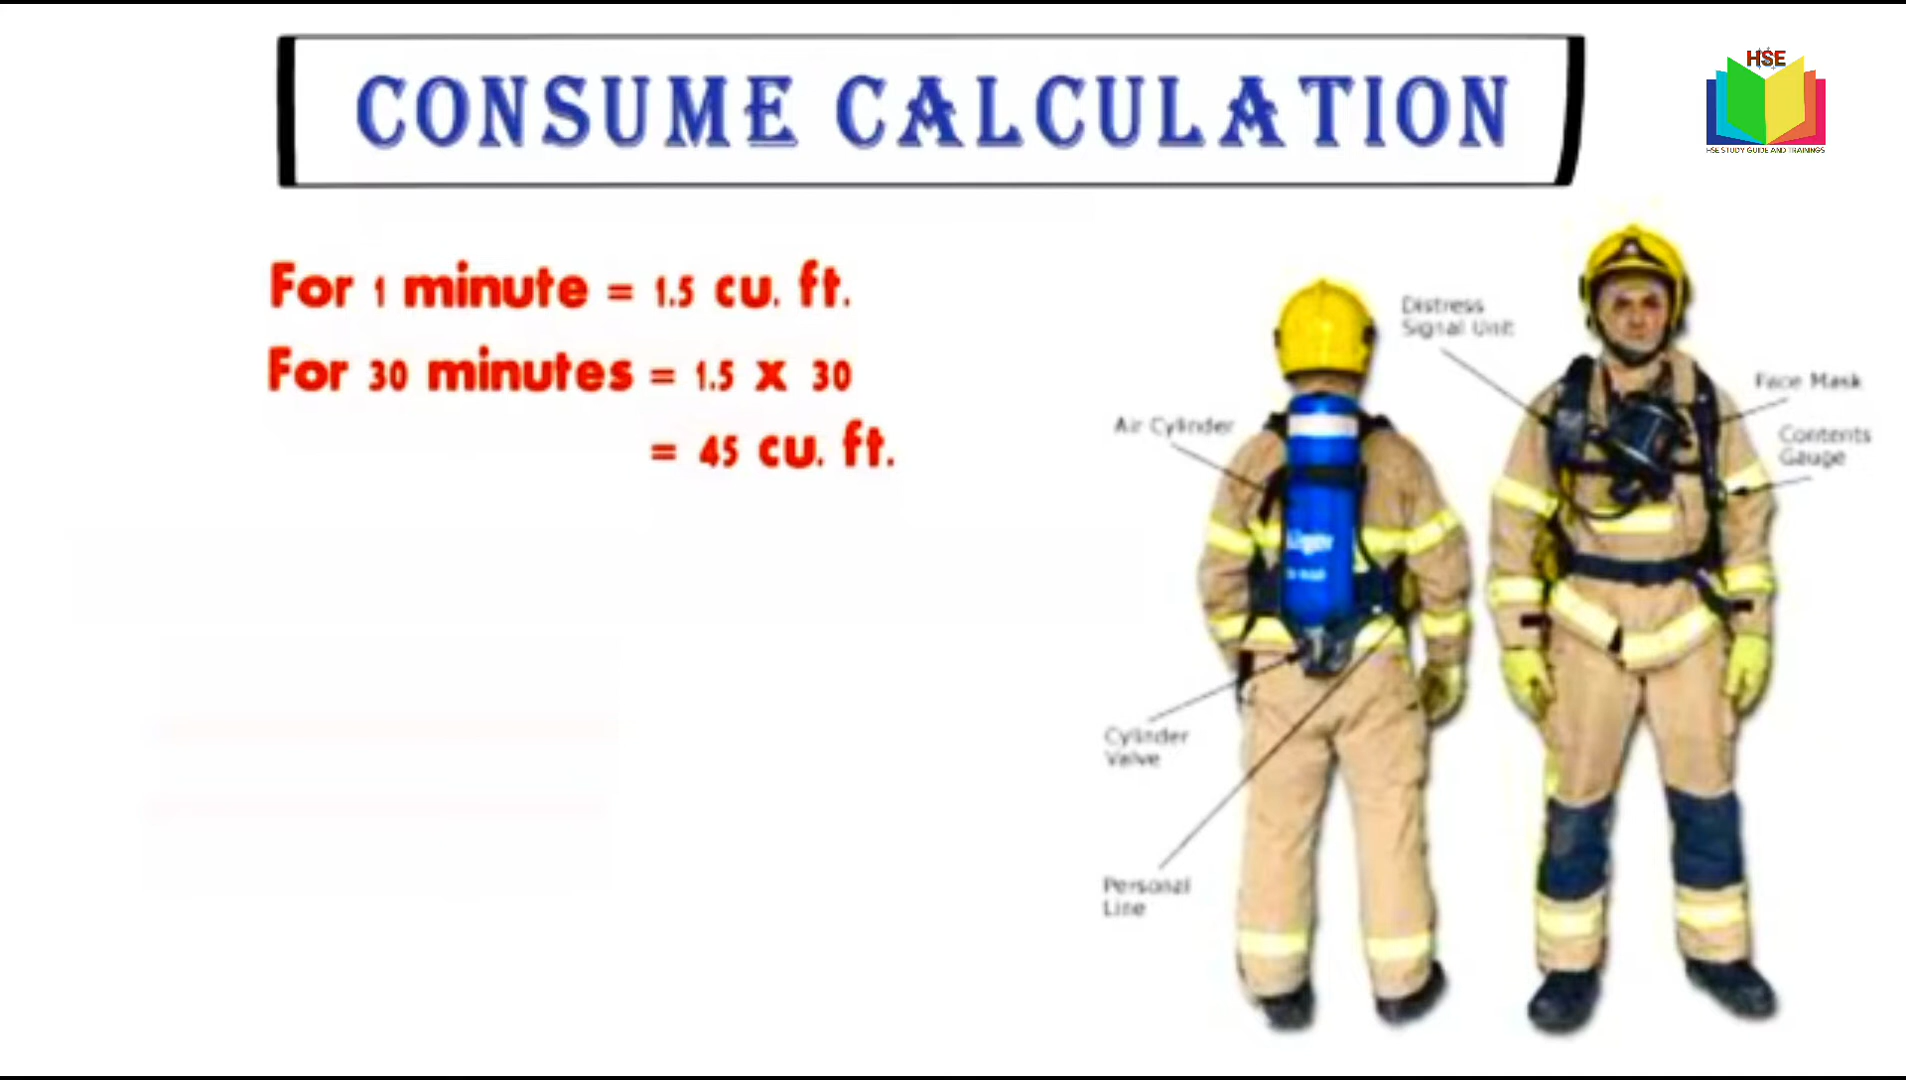 CONSUME CALCULATION
HSE
HSE STUDY GUIDE AND TRAININGS
For 1 minute = 1.5 cu. ft.
For 30 minutes = 1.5 x 30
= 45 cu. ft.
Distress
Signal Unit
Face Mask
Air Cylinder
Contents
Gauge
Cylinder
Valve
Personal
Line